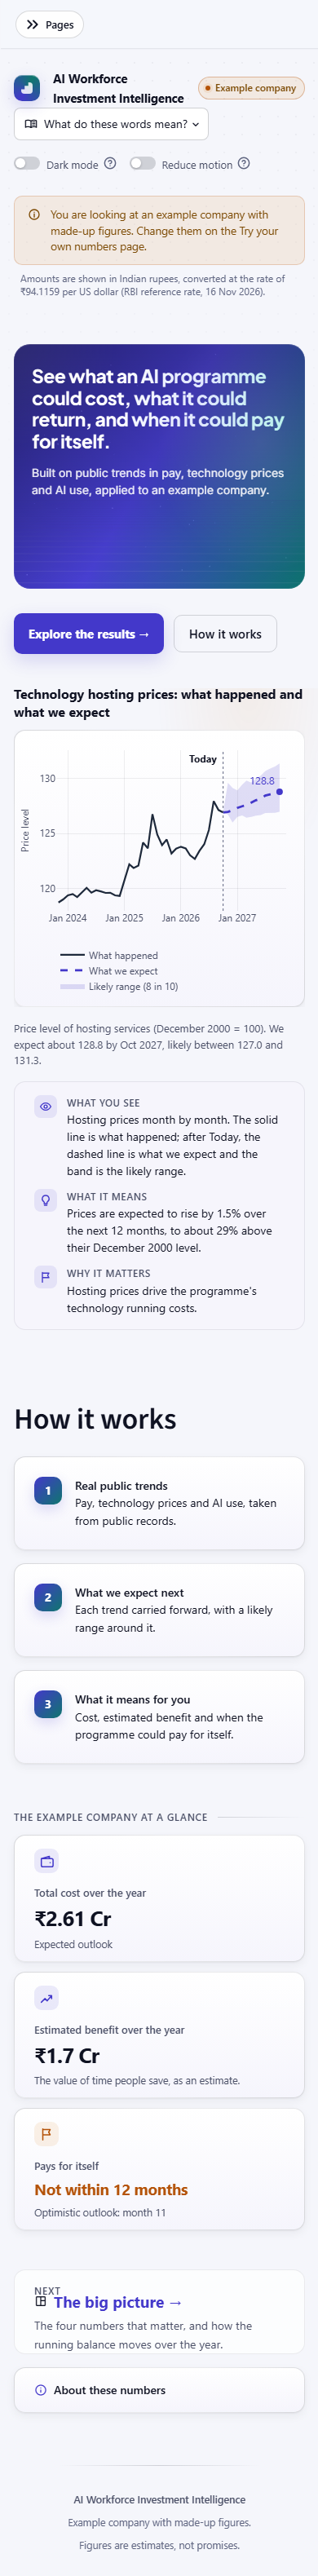 Pages
AI Workforce
Investment Intelligence
Example company
What do these words mean?
Dark mode
Reduce motion
You are looking at an example company with
made-up figures. Change them on the Try your
own numbers page.
Amounts are shown in Indian rupees, converted at the rate of
₹94.1159 per US dollar (RBI reference rate, 16 Nov 2026).
See what an AI programme
could cost, what it could
return, and when it could pay
for itself.
Built on public trends in pay, technology prices
and AI use, applied to an example company.
Explore the results →
How it works
Technology hosting prices: what happened and
what we expect
Today
128.8
130
125
120
Price level
Jan 2024 Jan 2025 Jan 2026 Jan 2027
What happened
What we expect
Likely range (8 in 10)
Price level of hosting services (December 2000 = 100). We
expect about 128.8 by Oct 2027, likely between 127.0 and
131.3.
WHAT YOU SEE
Hosting prices month by month. The solid
line is what happened; after Today, the
dashed line is what we expect and the
band is the likely range.
WHAT IT MEANS
Prices are expected to rise by 1.5% over
the next 12 months, to about 29% above
their December 2000 level.
WHY IT MATTERS
Hosting prices drive the programme's
technology running costs.
How it works
1
Real public trends
Pay, technology prices and AI use, taken
from public records.
2
What we expect next
Each trend carried forward, with a likely
range around it.
3
What it means for you
Cost, estimated benefit and when the
programme could pay for itself.
THE EXAMPLE COMPANY AT A GLANCE
Total cost over the year
₹2.61 Cr
Expected outlook
Estimated benefit over the year
₹1.7 Cr
The value of time people save, as an estimate.
Pays for itself
Not within 12 months
Optimistic outlook: month 11
NEXT
The big picture →
The four numbers that matter, and how the
running balance moves over the year.
About these numbers
AI Workforce Investment Intelligence
Example company with made-up figures.
Figures are estimates, not promises.